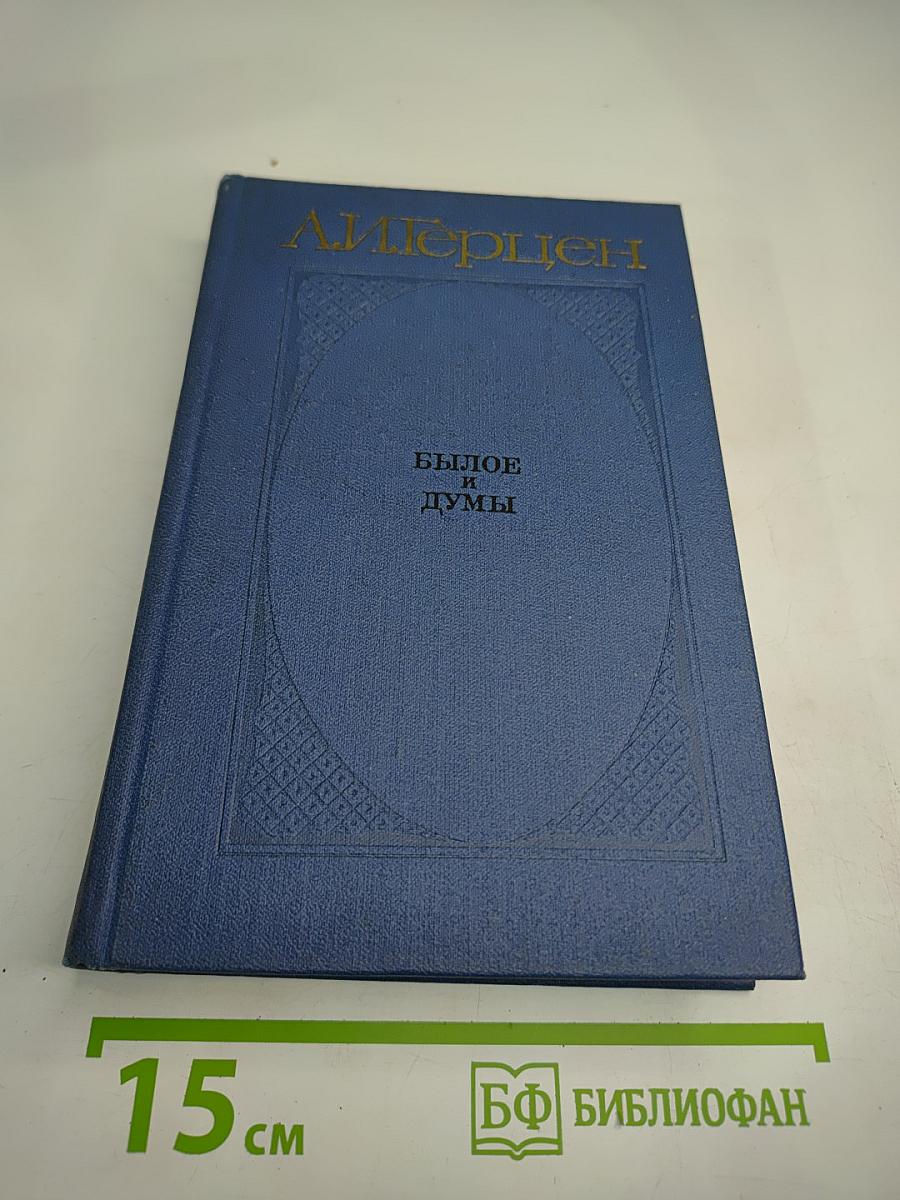 А.И.Герцен
БЫЛОЕ
и
ДУМЫ
15 см
БФ БИБЛИОФАН